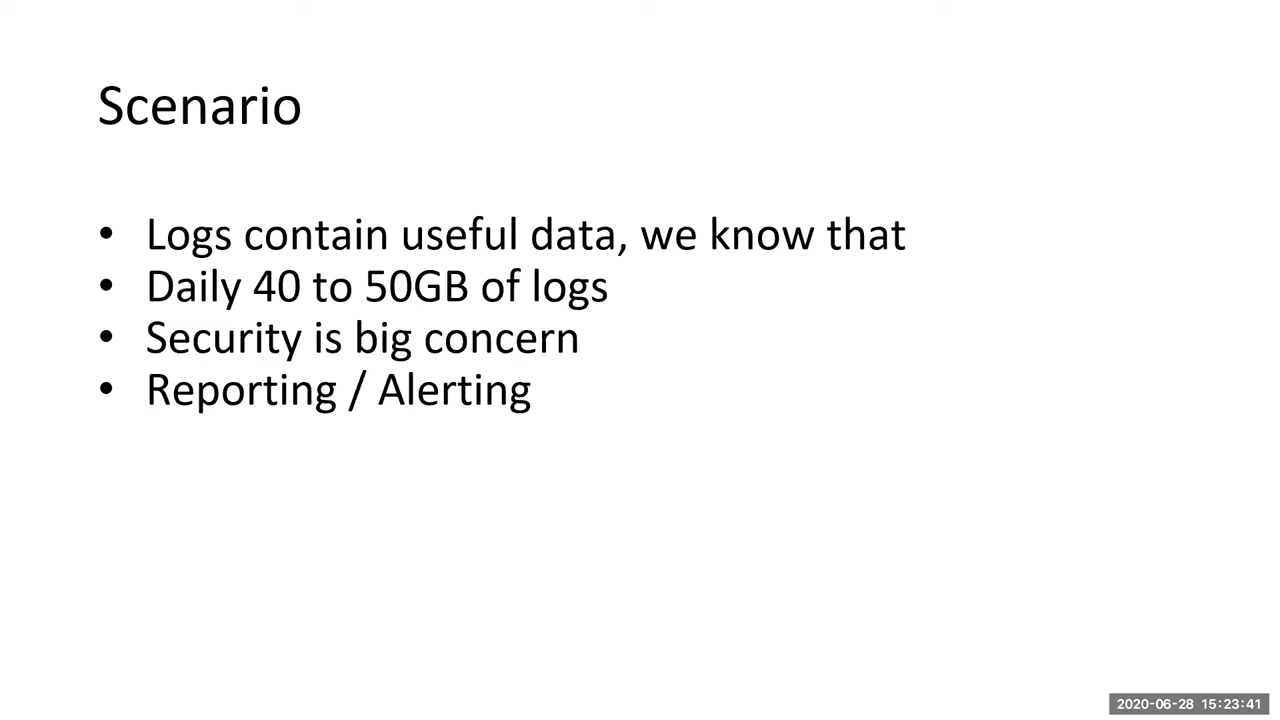 Scenario
• Logs contain useful data, we know that
• Daily 40 to 50GB of logs
• Security is big concern
• Reporting / Alerting
2020-06-28 15:23:41